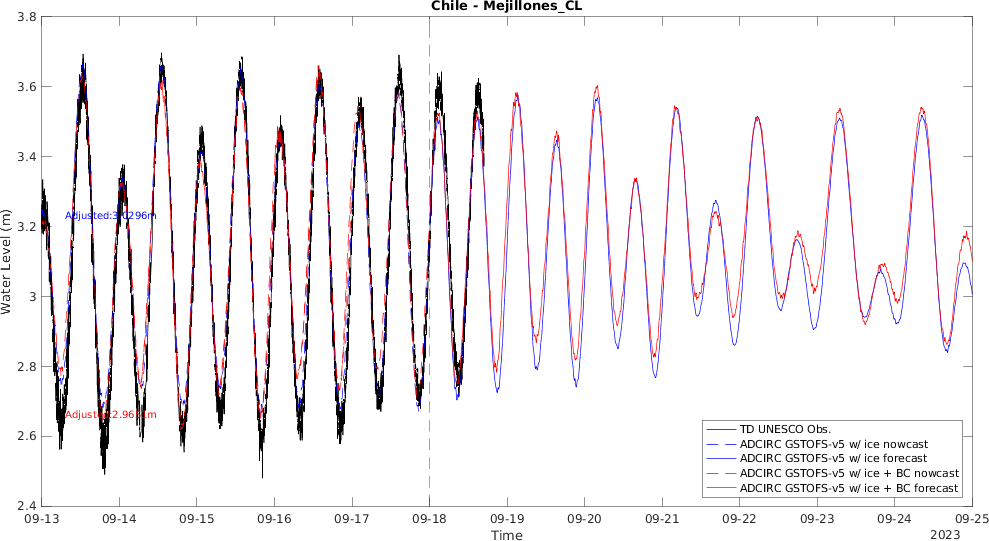 Chile - Mejillones_CL
3.8
3.6
3.4
3.2
3
2.8
2.6
2.4
Water Level (m)
Adjusted:3.0296m
TD UNESCO Obs.
ADCIRC GSTOFS-v5 w/ ice nowcast
ADCIRC GSTOFS-v5 w/ ice forecast
ADCIRC GSTOFS-v5 w/ ice + BC nowcast
ADCIRC GSTOFS-v5 w/ ice + BC forecast
09-13 09-14 09-15 09-16 09-17 09-18 09-19 09-20 09-21 09-22 09-23 09-24 09-25
Time
2023